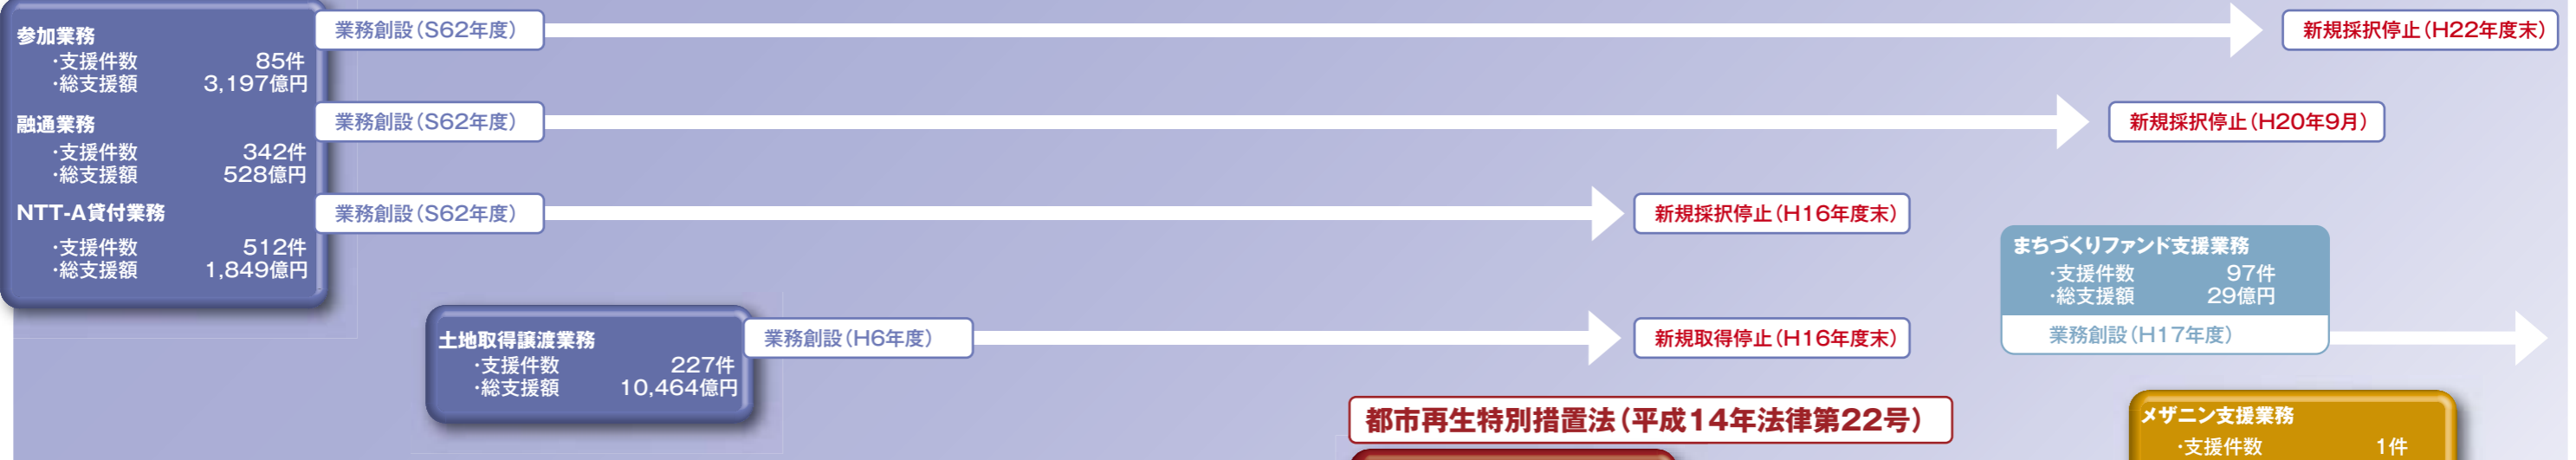 参加業務
・支援件数 85件
・総支援額 3,197億円
業務創設（S62年度）
新規採択停止（H22年度末）
融通業務
・支援件数 342件
・総支援額 528億円
業務創設（S62年度）
新規採択停止（H20年9月）
NTT-A貸付業務
・支援件数 512件
・総支援額 1,849億円
業務創設（S62年度）
新規採択停止（H16年度末）
まちづくりファンド支援業務
・支援件数 97件
・総支援額 29億円
業務創設（H17年度）
土地取得譲渡業務
・支援件数 227件
・総支援額 10,464億円
業務創設（H6年度）
新規取得停止（H16年度末）
都市再生特別措置法（平成14年法律第22号）
メザニン支援業務
・支援件数 1件